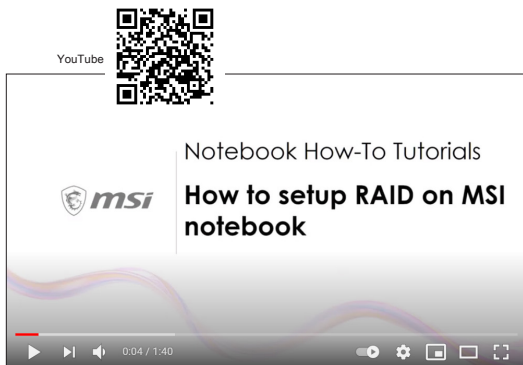 YouTube
Notebook How-To Tutorials
msi
How to setup RAID on MSI
notebook
0:04 / 1:40